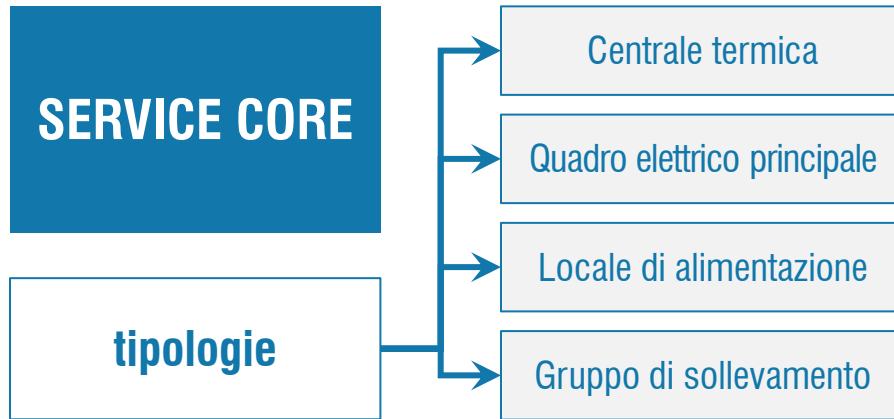 SERVICE CORE
tipologie
Centrale termica
Quadro elettrico principale
Locale di alimentazione
Gruppo di sollevamento